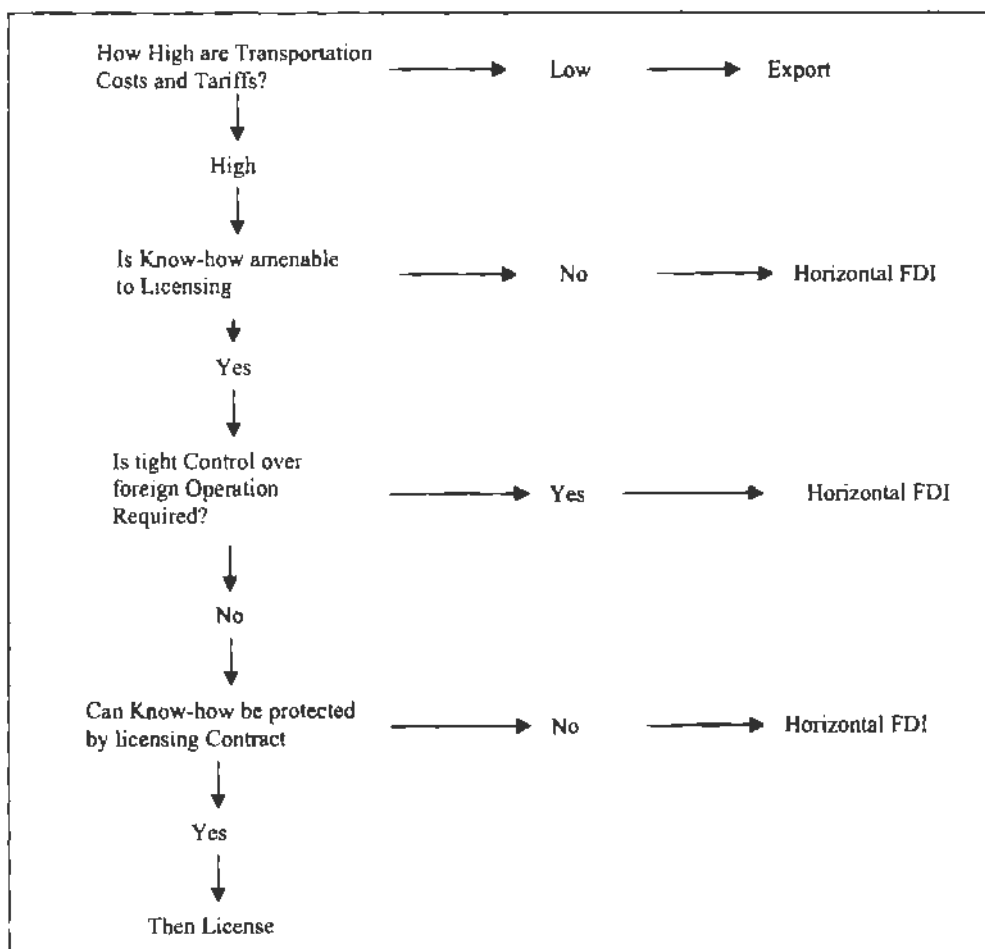 How High are Transportation
Costs and Tariffs?
Low
Export
High
Is Know-how amenable
to Licensing
No
Horizontal FDI
Yes
Is tight Control over
foreign Operation
Required?
Yes
Horizontal FDI
No
Can Know-how be protected
by licensing Contract
No
Horizontal FDI
Yes
Then License